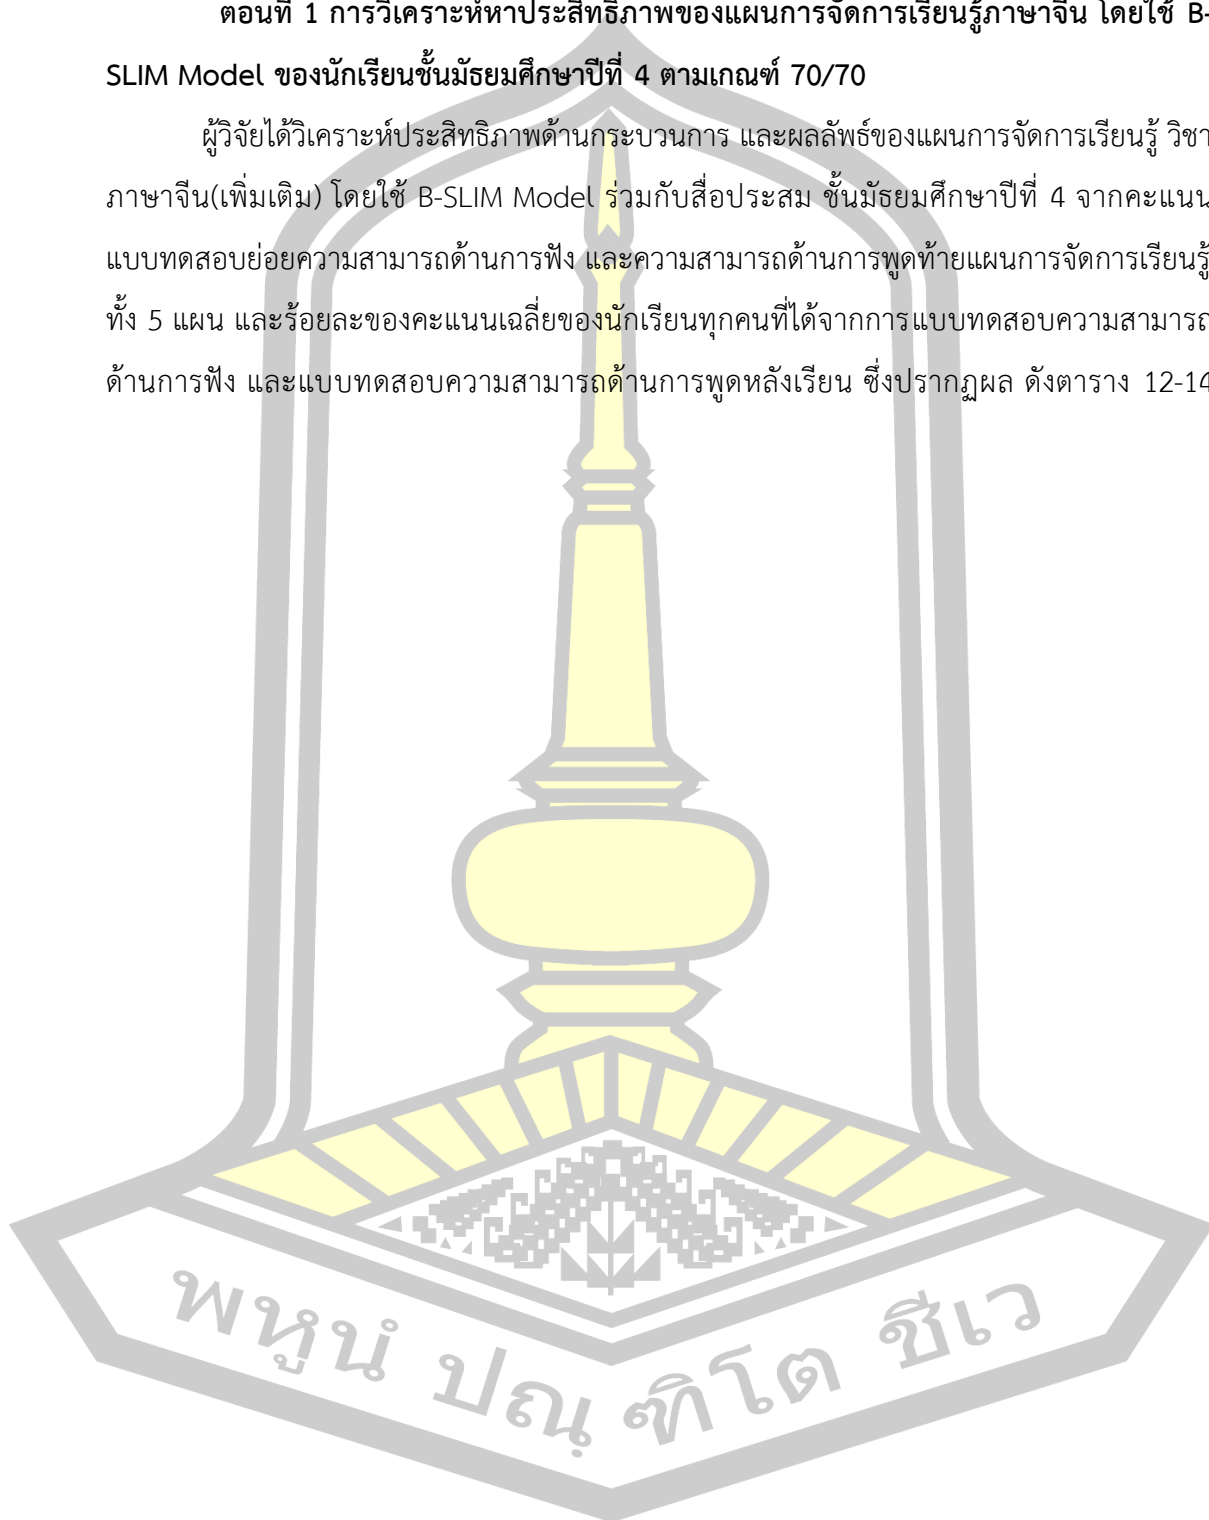 ตอนที่ 1 การวิเคราะห์หาประสิทธิภาพของแผนการจัดการเรียนรู้ภาษาจีน โดยใช้ B-
SLIM Model ของนักเรียนชั้นมัธยมศึกษาปีที่ 4 ตามเกณฑ์ 70/70
ผู้วิจัยได้วิเคราะห์ประสิทธิภาพด้านกระบวนการ และผลลัพธ์ของแผนการจัดการเรียนรู้ วิชา
ภาษาจีน(เพิ่มเติม) โดยใช้ B-SLIM Model ร่วมกับสื่อประสม ชั้นมัธยมศึกษาปีที่ 4 จากคะแนน
แบบทดสอบย่อยความสามารถด้านการฟัง และความสามารถด้านการพูดท้ายแผนการจัดการเรียนรู้
ทั้ง 5 แผน และร้อยละของคะแนนเฉลี่ยของนักเรียนทุกคนที่ได้จากการแบบทดสอบความสามารถ
ด้านการฟัง และแบบทดสอบความสามารถด้านการพูดหลังเรียน ซึ่งปรากฏผล ดังตาราง 12-14
พหูนํ ปณฺ ฑิโต ชีเว